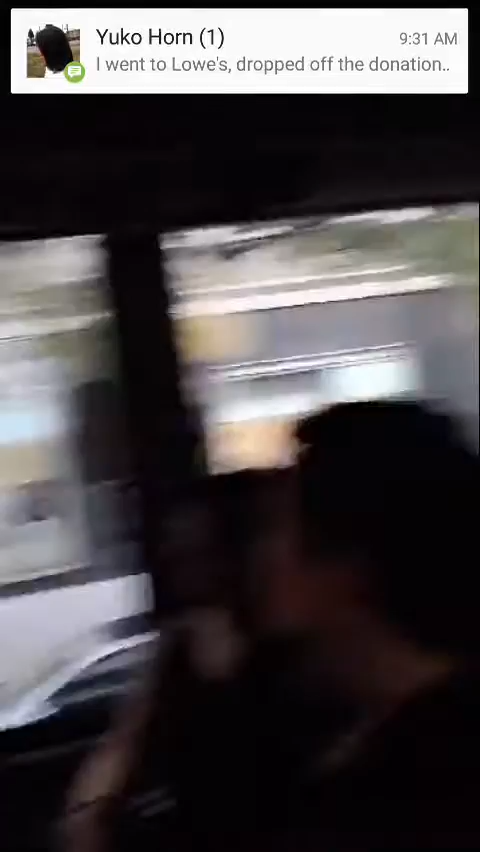 Yuko Horn (1)
9:31 AM
I went to Lowe's, dropped off the donation..